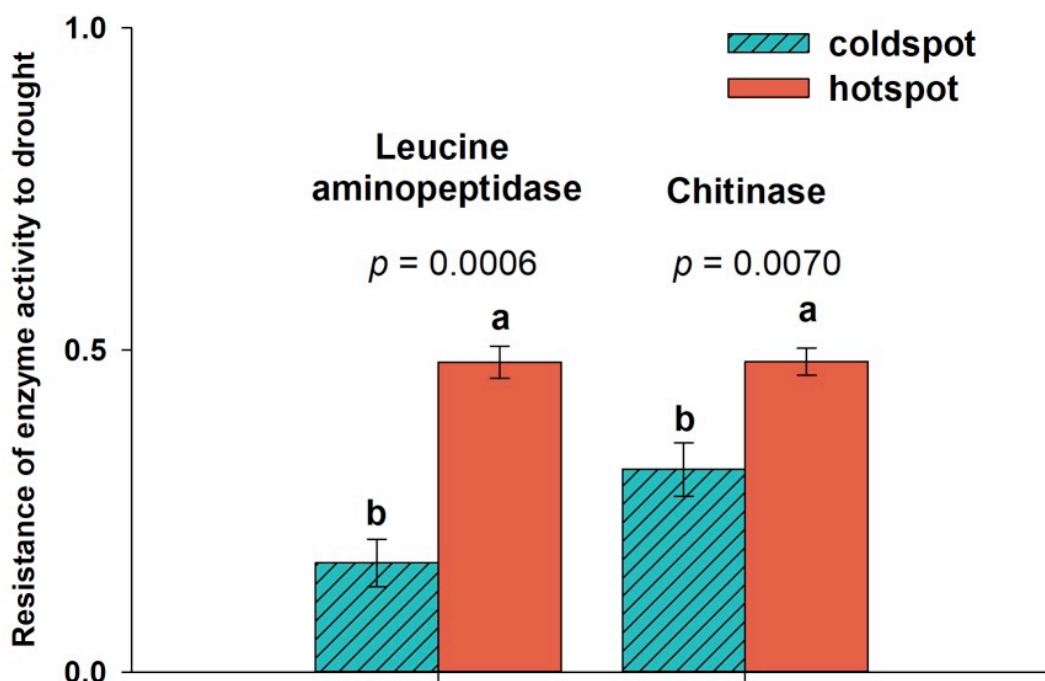 Resistance of enzyme activity to drought
1.0
0.5
0.0
coldspot
hotspot
Leucine
aminopeptidase
Chitinase
p = 0.0006
p = 0.0070
a
a
b
b